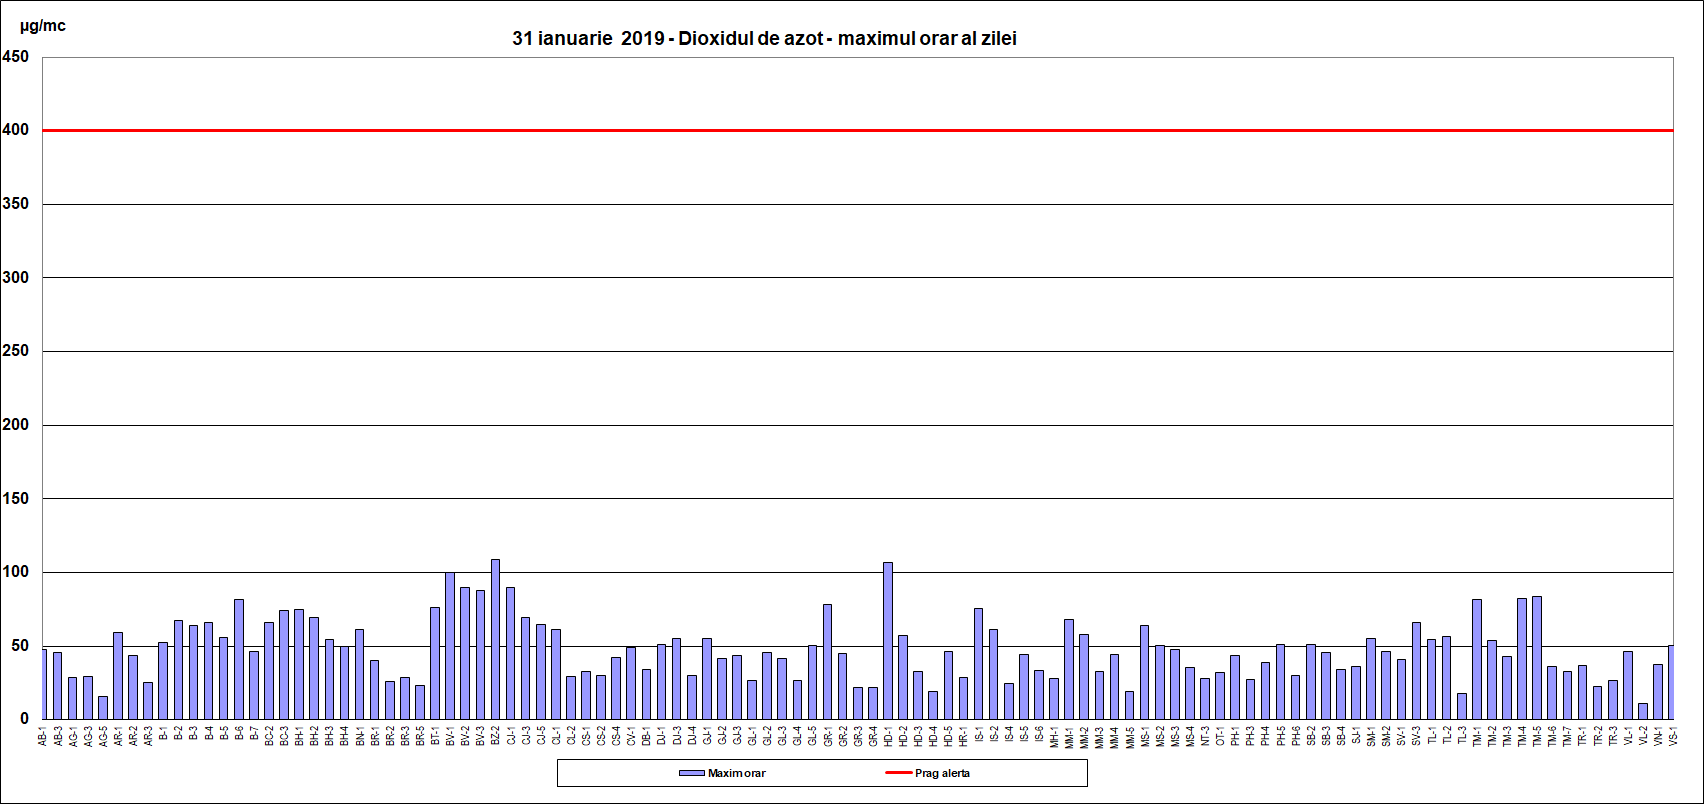 µg/mc
31 ianuarie 2019 - Dioxidul de azot - maximul orar al zilei
450
400
350
300
250
200
150
100
50
0
AB-1 AB-3 AG-1 AG-3 AG-5 AR-1 AR-2 AR-3 B-1 B-2 B-3 B-4 B-5 B-6 B-7 BC-2 BC-3 BH-1 BH-2 BH-3 BH-4 BN-1 BR-1 BR-2 BR-3 BR-5 BT-1 BV-1 BV-2 BV-3 BZ-2 CJ-1 CJ-3 CJ-5 CL-1 CL-2 CS-1 CS-2 CS-4 CV-1 DB-1 DJ-1 DJ-3 DJ-4 GJ-1 GJ-2 GJ-3 GL-1 GL-2 GL-3 GL-4 GL-5 GR-1 GR-2 GR-3 GR-4 HD-1 HD-2 HD-3 HD-4 HD-5 HR-1 IS-1 IS-2 IS-4 IS-5 IS-6 MH-1 MM-1 MM-2 MM-3 MM-4 MM-5 MS-1 MS-2 MS-3 MS-4 NT-3 OT-1 PH-1 PH-3 PH-4 PH-5 PH-6 SB-2 SB-3 SB-4 SJ-1 SM-1 SM-2 SV-1 SV-3 TL-1 TL-2 TL-3 TM-1 TM-2 TM-3 TM-4 TM-5 TM-6 TM-7 TR-1 TR-2 TR-3 VL-1 VL-2 VN-1 VS-1
Maxim orar Prag alerta